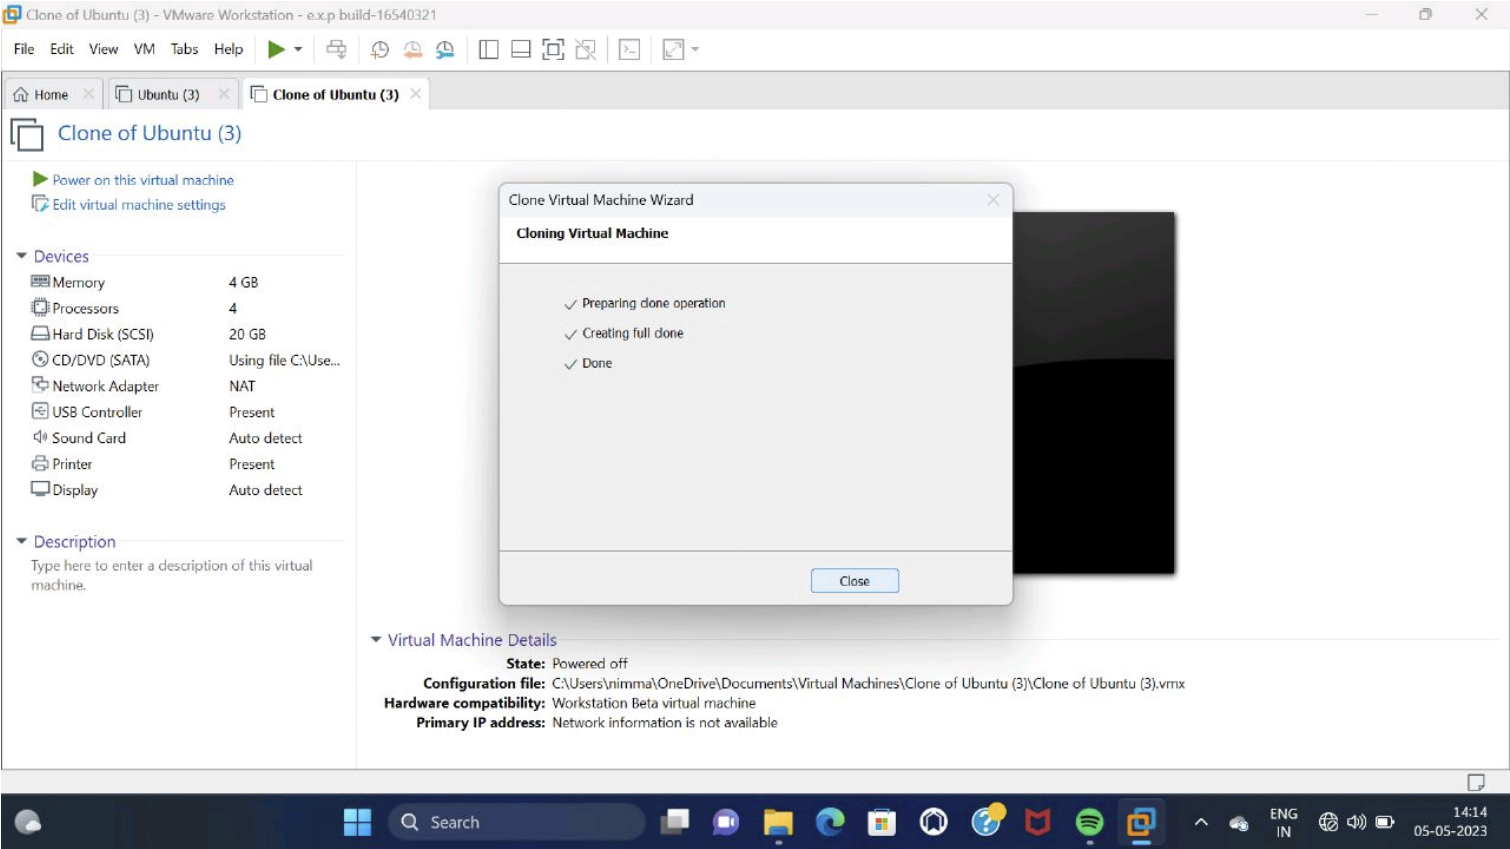 Clone of Ubuntu (3) - VMware Workstation - e.x.p build-16540321
File Edit View VM Tabs Help
Home Ubuntu (3) Clone of Ubuntu (3)
Clone of Ubuntu (3)
Power on this virtual machine
Edit virtual machine settings
Devices
Memory 4 GB
Processors 4
Hard Disk (SCSI) 20 GB
CD/DVD (SATA) Using file C:\Use...
Network Adapter NAT
USB Controller Present
Sound Card Auto detect
Printer Present
Display Auto detect
Description
Type here to enter a description of this virtual
machine.
Clone Virtual Machine Wizard
Cloning Virtual Machine
Preparing clone operation
Creating full clone
Done
Close
Virtual Machine Details
State: Powered off
Configuration file: C:\Users\nimma\OneDrive\Documents\Virtual Machines\Clone of Ubuntu (3)\Clone of Ubuntu (3).vmx
Hardware compatibility: Workstation Beta virtual machine
Primary IP address: Network information is not available
Search
ENG
IN
14:14
05-05-2023